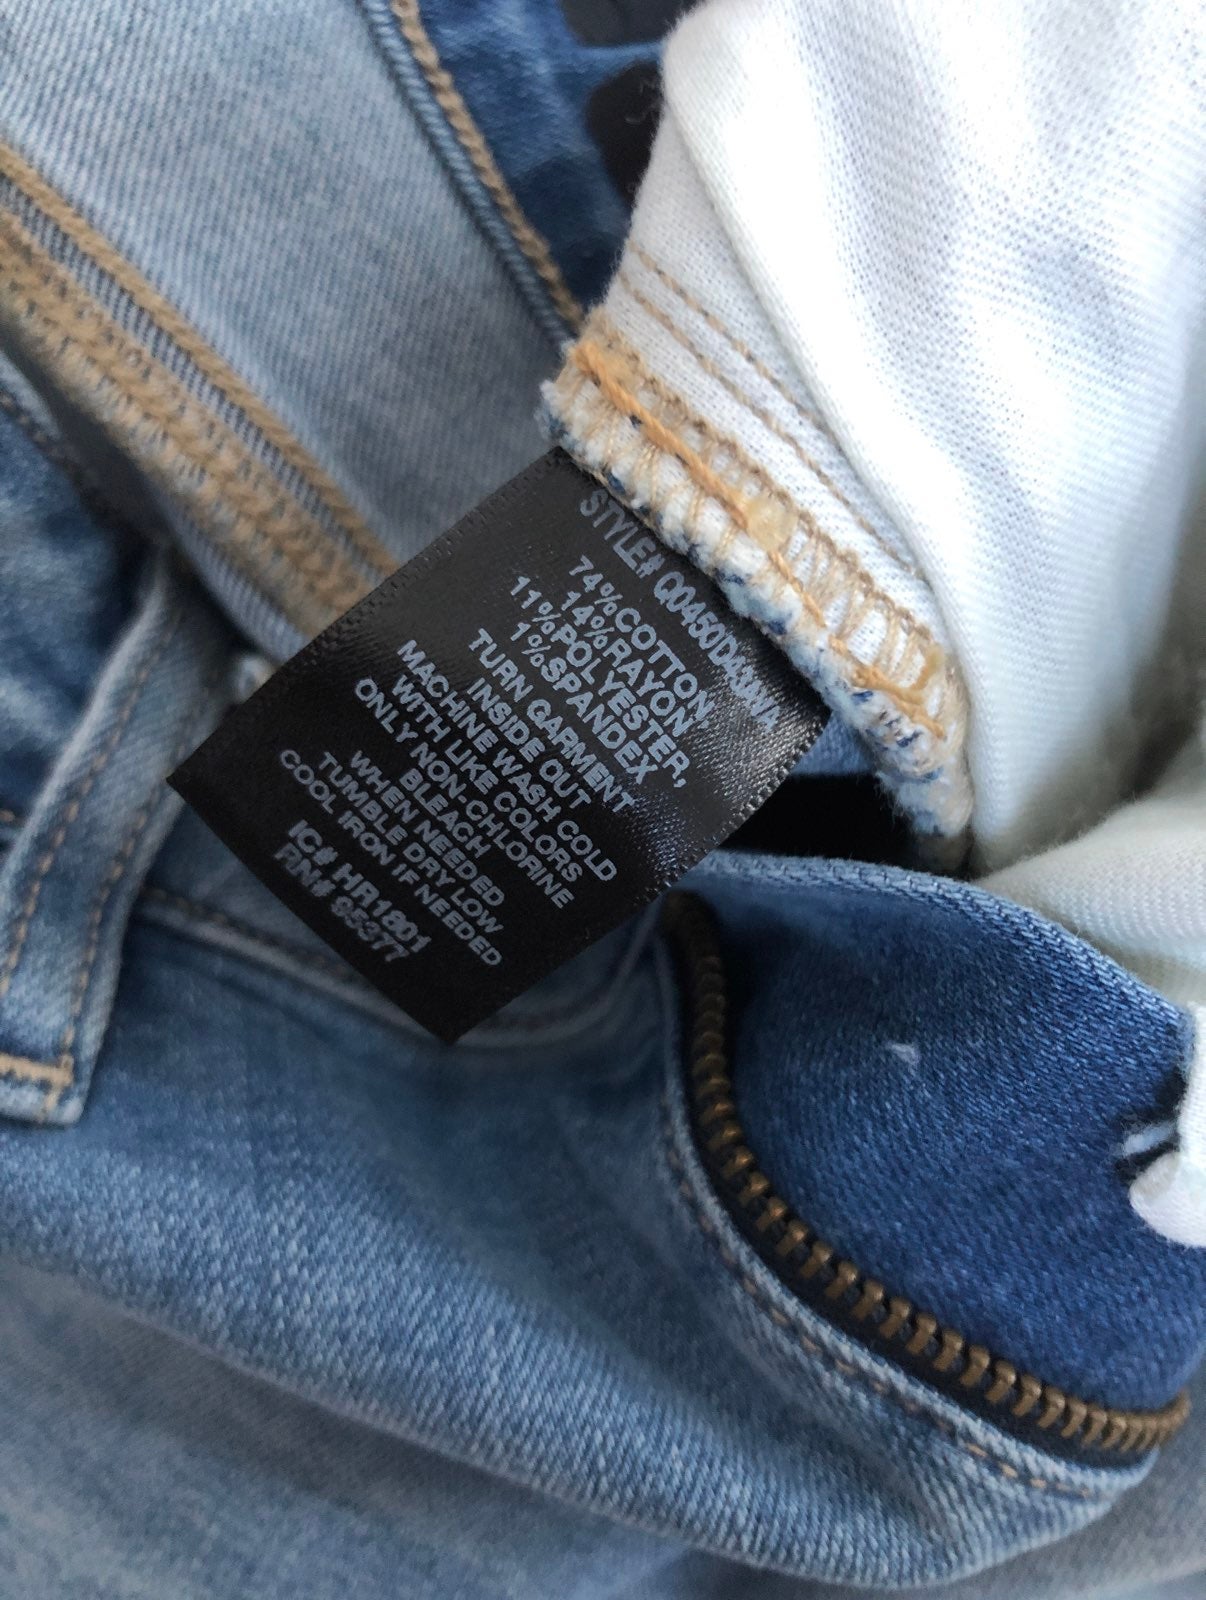 STYLE#
74%COTTON,
14%RAYON
11%POLYESTER,
1%SPANDEX
TURN GARMENT
INSIDE OUT
MACHINE WASH COLD
WITH LIKE COLORS
ONLY NON-CHLORINE
BLEACH
WHEN NEEDED
TUMBLE DRY LOW
COOL IRON IF NEEDED
IC# HR1801
RN# 95377